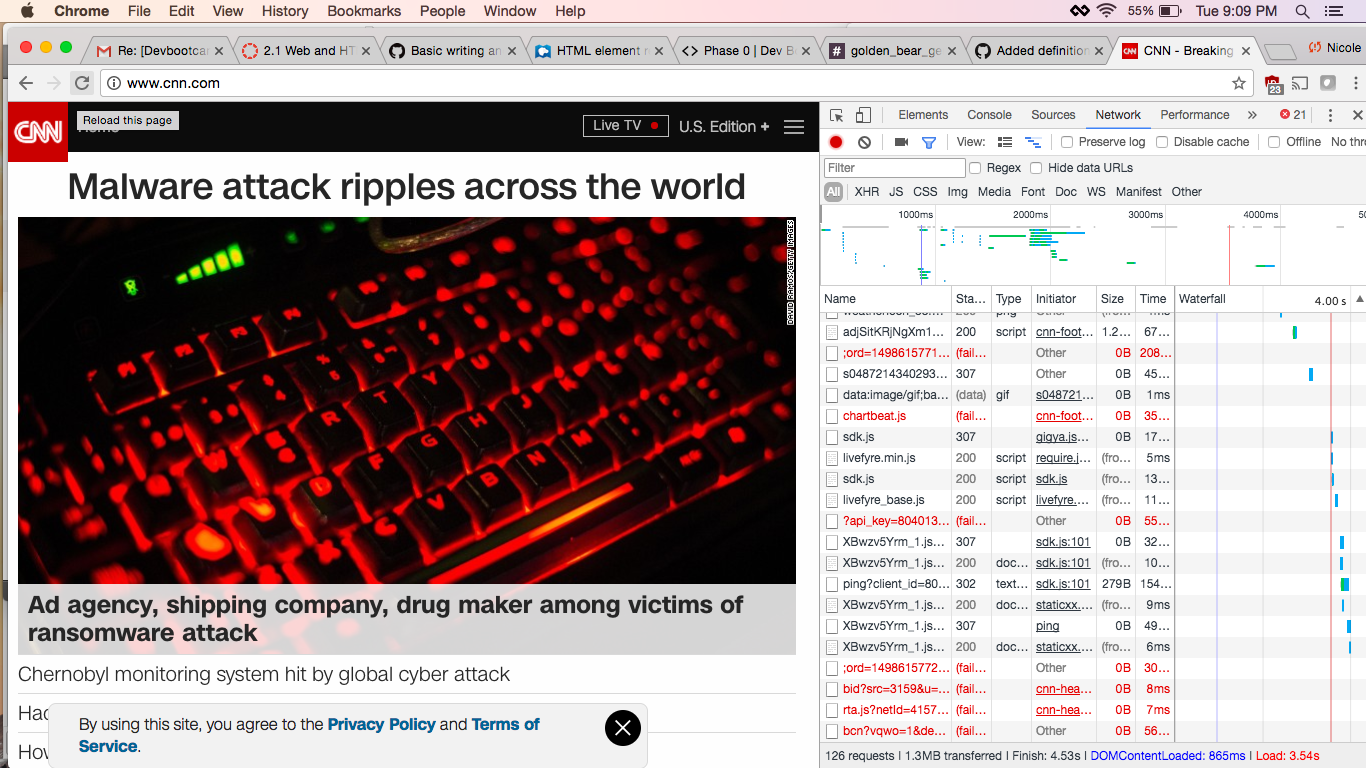 Chrome File Edit View History Bookmarks People Window Help 55% Tue 9:09 PM
Re: [Devbootca 2.1 Web and HT Basic writing an HTML element r <> Phase 0 | Dev B # golden_bear_ge Added definition CNN - Breaking Nicole
www.cnn.com 23
CNN Reload this page Live TV U.S. Edition +
Malware attack ripples across the world
DAVID RAMOS/GETTY IMAGES
Ad agency, shipping company, drug maker among victims of
ransomware attack
Chernobyl monitoring system hit by global cyber attack
By using this site, you agree to the Privacy Policy and Terms of
Service.
Elements Console Sources Network Performance » 21
View: Preserve log Disable cache Offline No thro
Filter Regex Hide data URLs
All XHR JS CSS Img Media Font Doc WS Manifest Other
1000ms 2000ms 3000ms 4000ms 50
Name Sta... Type Initiator Size Time Waterfall 4.00 s
adjSitKRjNgXm1... 200 script cnn-foot... 1.2... 67...
;ord=1498615771... (fail... Other 0B 208...
s0487214340293... 307 Other 0B 45...
data:image/gif;ba... (data) gif s048721... 0B 1ms
chartbeat.js (fail... cnn-foot... 0B 35...
sdk.js 307 gigya.js... 0B 17...
livefyre.min.js 200 script require.j... (fro... 5ms
sdk.js 200 script sdk.js (fro... 13...
livefyre_base.js 200 script livefyre.... (fro... 11...
?api_key=804013... (fail... Other 0B 55...
XBwzv5Yrm_1.js... 307 sdk.js:101 0B 32...
XBwzv5Yrm_1.js... 200 doc... sdk.js:101 (fro... 10...
ping?client_id=80... 302 text... sdk.js:101 279B 154...
XBwzv5Yrm_1.js... 200 doc... staticxx.... (fro... 9ms
XBwzv5Yrm_1.js... 307 ping 0B 49...
XBwzv5Yrm_1.js... 200 doc... staticxx.... (fro... 6ms
;ord=1498615772... (fail... Other 0B 30...
bid?src=3159&u=... (fail... cnn-hea... 0B 8ms
rta.js?netId=4157... (fail... cnn-hea... 0B 7ms
bcn?vqwo=1&de... (fail... Other 0B 56...
126 requests | 1.3MB transferred | Finish: 4.53s | DOMContentLoaded: 865ms | Load: 3.54s